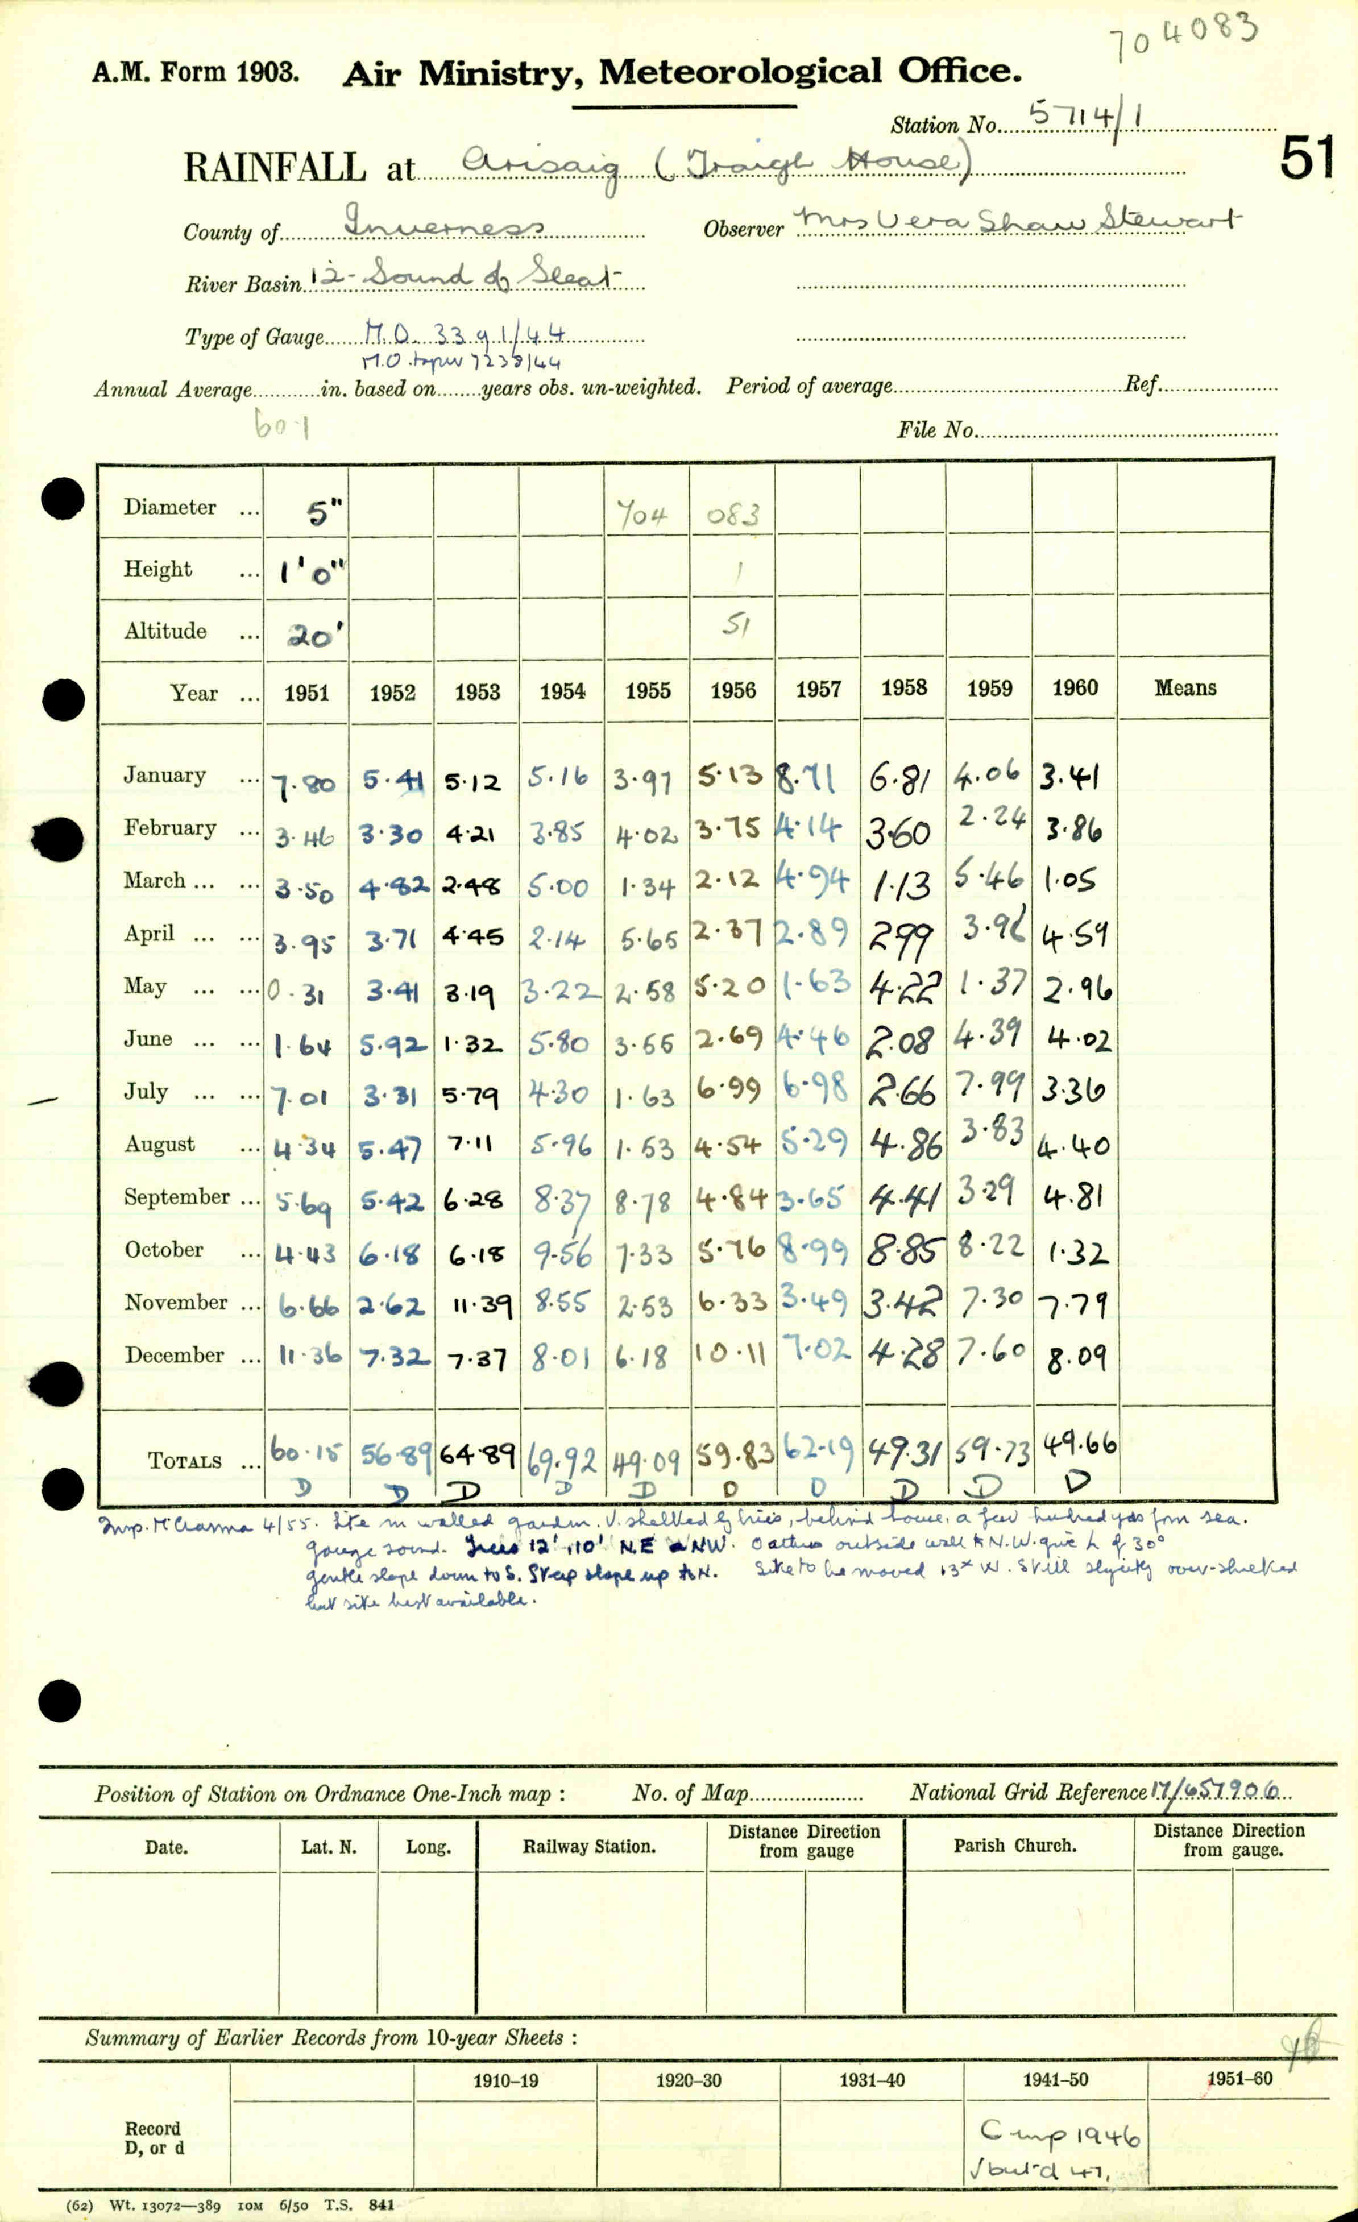 704083
A.M. Form 1903. Air Ministry, Meteorological Office.
Station No. 5714/1
51
RAINFALL at Arisaig (Traigh House)
County of Inverness Observer Mrs Vera Shaw Stewart
River Basin 12- Sound of Sleat
Type of Gauge M.O. 3391/44
M.O. taper 7238/44
Annual Average in. based on years obs. un-weighted. Period of average Ref.
60.1
File No.
Diameter ... 5" 704 083
Height ... 1'0" 1
Altitude ... 20' 51
Year ... 1951 1952 1953 1954 1955 1956 1957 1958 1959 1960 Means
January ... 7.80 5.41 5.12 5.16 3.97 5.13 8.71 6.81 4.06 3.41
February ... 3.46 3.30 4.21 3.85 4.02 3.75 4.14 3.60 2.24 3.86
March ... ... 3.50 4.82 2.48 5.00 1.34 2.12 4.94 1.13 5.46 1.05
April ... ... 3.95 3.71 4.45 2.14 5.65 2.37 2.89 2.99 3.98 4.59
May ... ... 0.31 3.41 3.19 3.22 2.58 5.20 1.63 4.22 1.37 2.96
June ... ... 1.64 5.92 1.32 5.80 3.55 2.69 4.46 2.08 4.39 4.02
July ... ... 7.01 3.31 5.79 4.30 1.63 6.99 6.98 2.66 7.99 3.36
August ... 4.34 5.47 7.11 5.96 1.53 4.54 5.29 4.86 3.83 4.40
September ... 5.69 5.42 6.28 8.37 8.78 4.84 3.65 4.41 3.29 4.81
October ... 4.43 6.18 6.18 9.56 7.33 5.76 8.99 8.85 8.22 1.32
November ... 6.66 2.62 11.39 8.55 2.53 6.33 3.49 3.42 7.30 7.79
December ... 11.36 7.32 7.37 8.01 6.18 10.11 7.02 4.28 7.60 8.09
TOTALS ... 60.15 56.89 64.89 69.92 49.09 59.83 62.19 49.31 59.73 49.66
D D D D D D D D D D
Insp. 4/55. Site in walled garden. V. sheltered by trees, behind house, a few hundred yds from sea.
gauge sound. Trees 12', 10' NE & NW. outside wall to N.W. give L of 30°
gentle slope down to S. Steep slope up to N. Site to be moved 13x W. Still slightly over-sheltered
but site best available.
Position of Station on Ordnance One-Inch map : No. of Map National Grid Reference 17/657906
Date. Lat. N. Long. Railway Station. Distance from Direction gauge Parish Church. Distance from Direction gauge.
Summary of Earlier Records from 10-year Sheets :
1910-19 1920-30 1931-40 1941-50 1951-60
Record
D, or d
Cmp 1946
(62) Wt. 13072—389 10M 6/50 T.S. 841